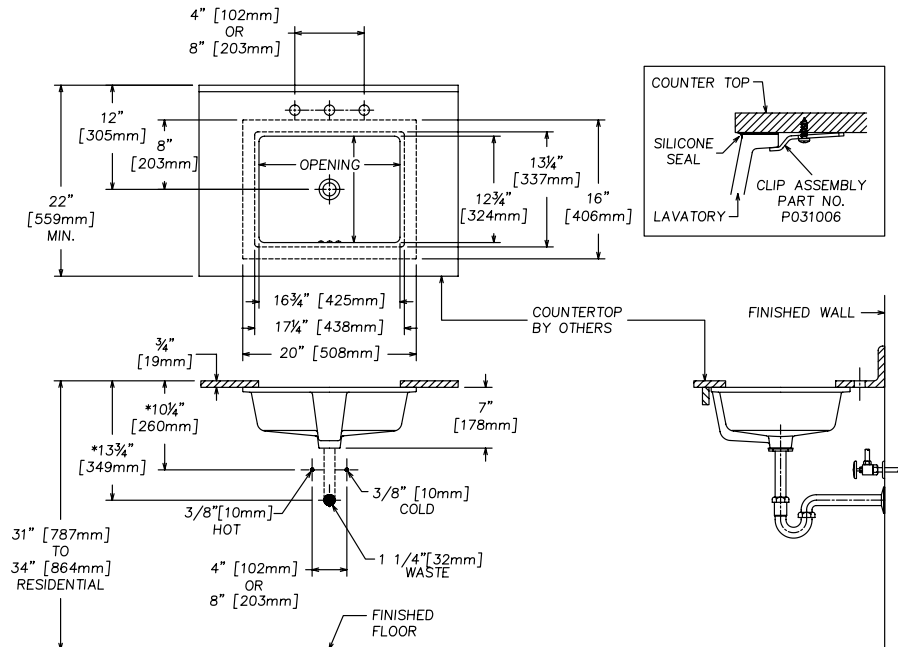 4” [102mm]
OR
8” [203mm]
12”
[305mm]
8”
[203mm]
22”
[559mm]
MIN.
OPENING
13¼”
[337mm]
12¾”
[324mm]
16”
[406mm]
16¾” [425mm]
17¼” [438mm]
20” [508mm]
COUNTER TOP
SILICONE
SEAL
CLIP ASSEMBLY
PART NO.
P031006
LAVATORY
COUNTERTOP
BY OTHERS
FINISHED WALL
¾”
[19mm]
*10¼”
[260mm]
*13¾”
[349mm]
7”
[178mm]
3/8” [10mm]
COLD
3/8”[10mm]
HOT
1 1/4”[32mm]
WASTE
31” [787mm]
TO
34” [864mm]
RESIDENTIAL
4” [102mm]
OR
8” [203mm]
FINISHED
FLOOR